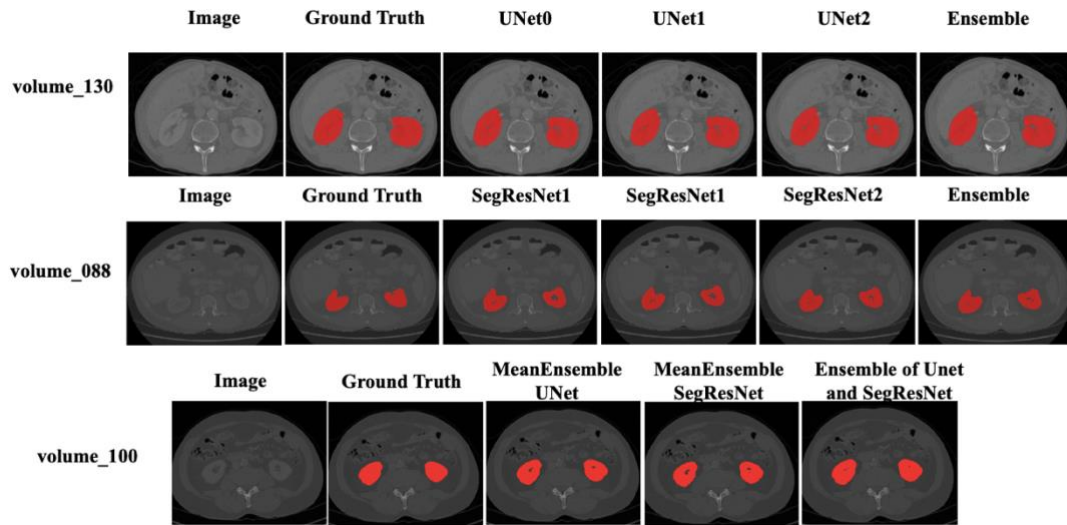 Image Ground Truth UNet0 UNet1 UNet2 Ensemble
volume_130
Image Ground Truth SegResNet1 SegResNet1 SegResNet2 Ensemble
volume_088
Image Ground Truth MeanEnsemble UNet MeanEnsemble SegResNet Ensemble of Unet and SegResNet
volume_100